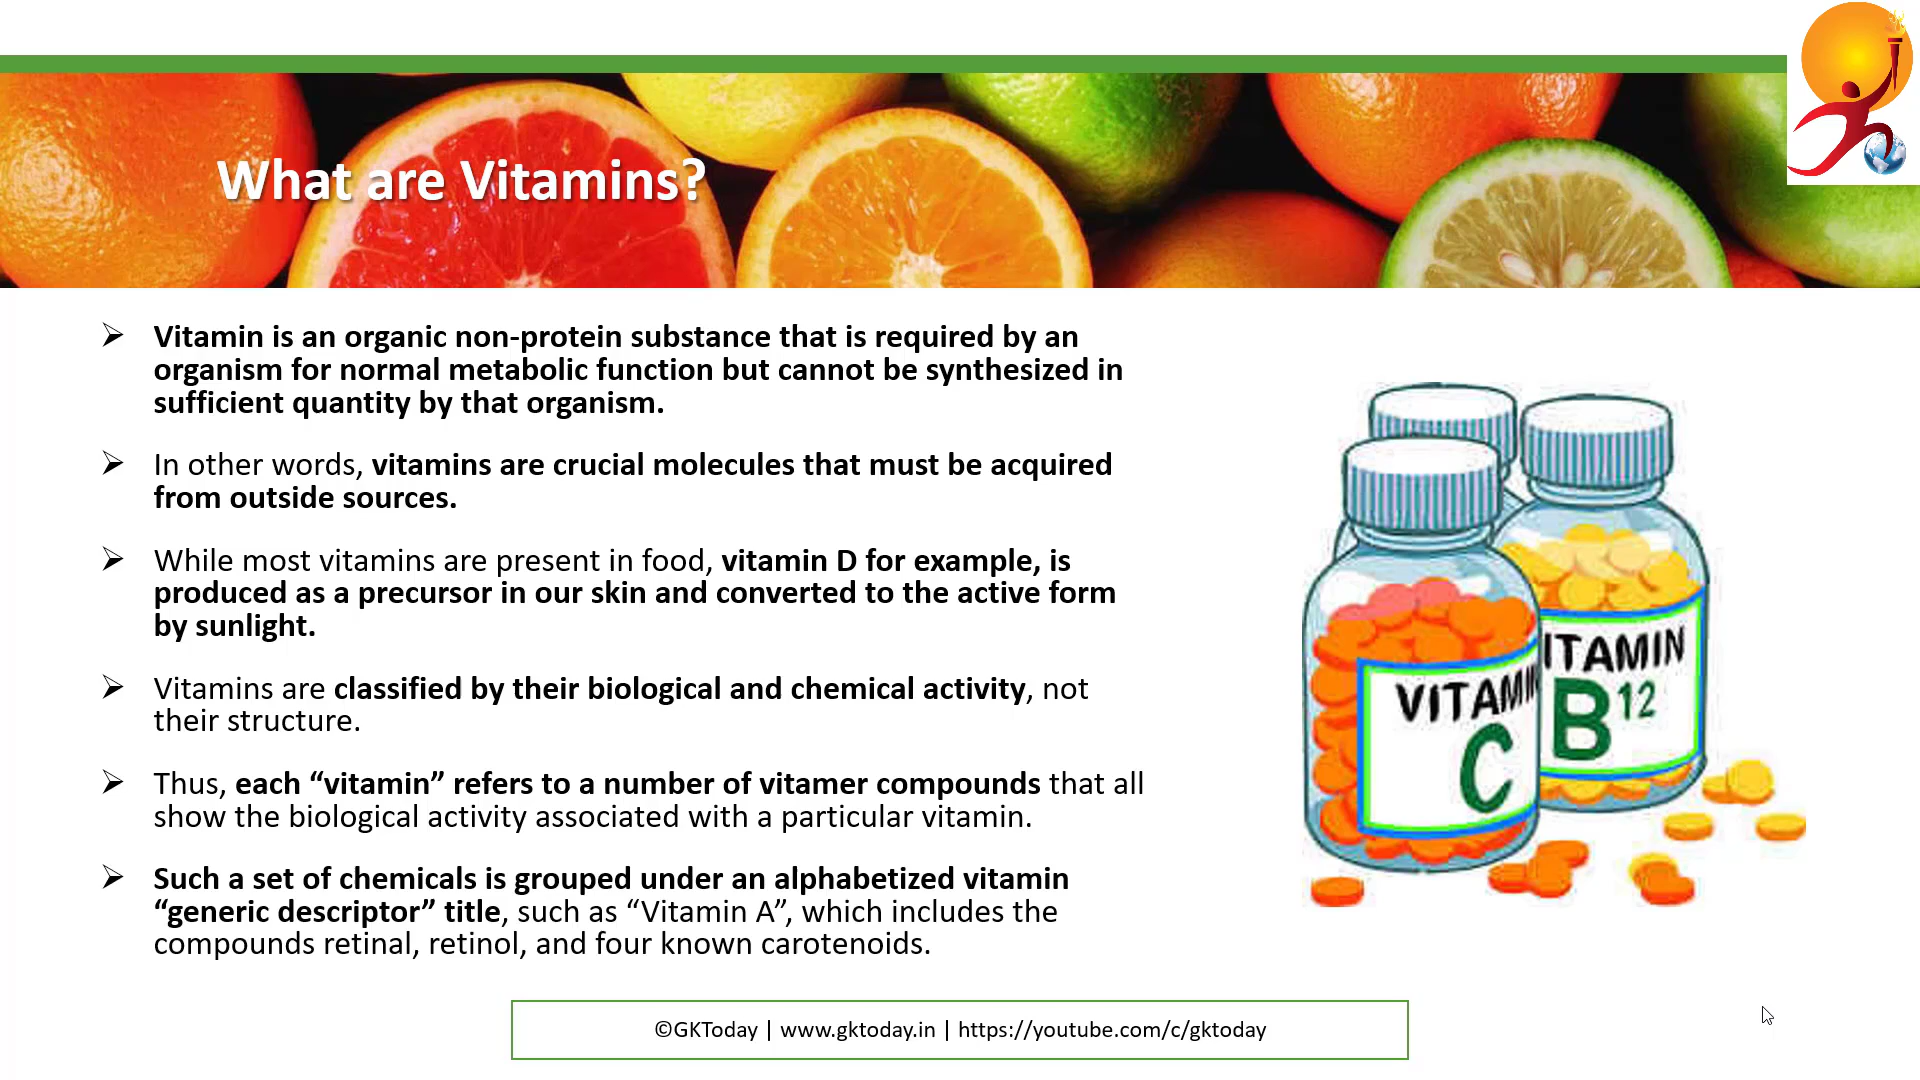 What are Vitamins?
Vitamin is an organic non-protein substance that is required by an
organism for normal metabolic function but cannot be synthesized in
sufficient quantity by that organism.
In other words, vitamins are crucial molecules that must be acquired
from outside sources.
While most vitamins are present in food, vitamin D for example, is
produced as a precursor in our skin and converted to the active form
by sunlight.
Vitamins are classified by their biological and chemical activity, not
their structure.
Thus, each “vitamin” refers to a number of vitamer compounds that all
show the biological activity associated with a particular vitamin.
Such a set of chemicals is grouped under an alphabetized vitamin
“generic descriptor” title, such as “Vitamin A”, which includes the
compounds retinal, retinol, and four known carotenoids.
VITAMIN
C
ITAMIN
B12
©GKToday | www.gktoday.in | https://youtube.com/c/gktoday